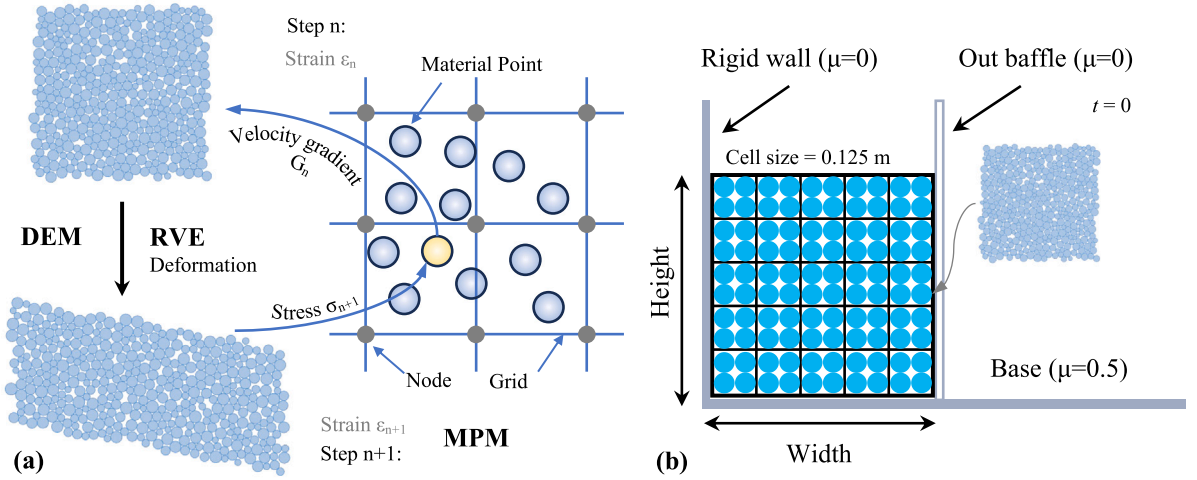 Step n:
Strain εn
Material Point
Velocity gradient
Gn
DEM
RVE
Deformation
Stress σn+1
Node
Grid
Strain εn+1
Step n+1:
MPM
(a)
Rigid wall (μ=0)
Out baffle (μ=0)
t = 0
Cell size = 0.125 m
Height
Base (μ=0.5)
Width
(b)